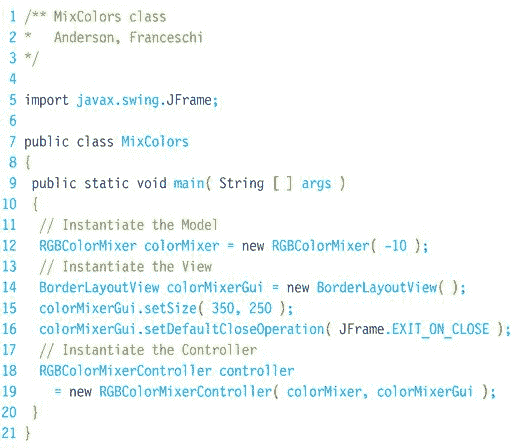 1 /** MixColors class
2 *   Anderson, Franceschi
3 */
4
5 import javax.swing.JFrame;
6
7 public class MixColors
8 {
9  public static void main( String [ ] args )
10  {
11   // Instantiate the Model
12   RGBColorMixer colorMixer = new RGBColorMixer( -10 );
13   // Instantiate the View
14   BorderLayoutView colorMixerGui = new BorderLayoutView( );
15   colorMixerGui.setSize( 350, 250 );
16   colorMixerGui.setDefaultCloseOperation( JFrame.EXIT_ON_CLOSE );
17   // Instantiate the Controller
18   RGBColorMixerController controller
19     = new RGBColorMixerController( colorMixer, colorMixerGui );
20  }
21 }